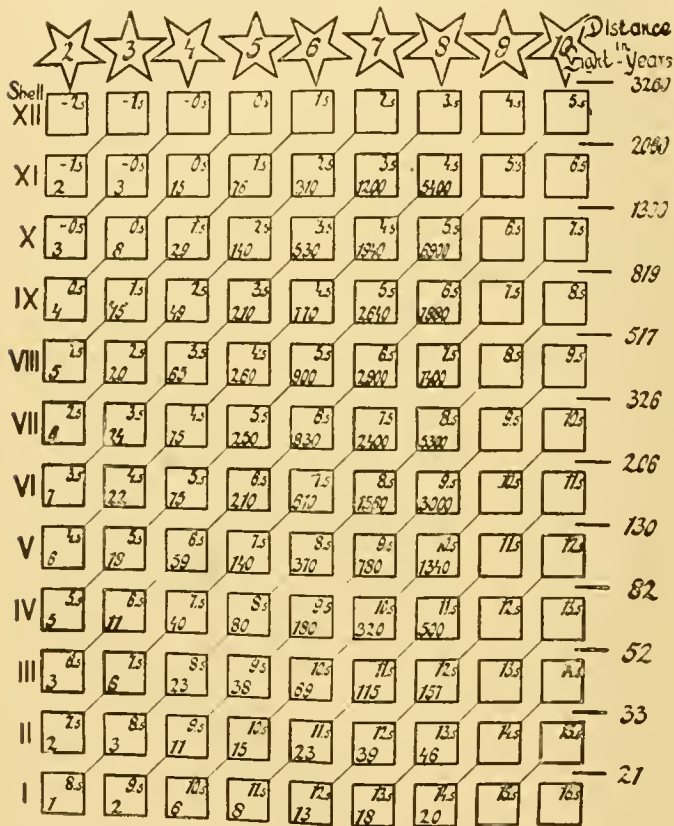 2 3 4 5 6 7 8 9 10 Distance
in
Light-Years
Shell
3260
XII -2.5 -1.5 -0.5 0.5 1.5 2.5 3.5 4.5 5.5
2060
XI -1.5 -0.5 0.5 1.5 2.5 3.5 4.5 5.5 6.5
2 3 15 76 310 1200 5400
1300
X -0.5 0.5 1.5 2.5 3.5 4.5 5.5 6.5 7.5
3 8 29 140 530 1940 6900
819
IX 0.5 1.5 2.5 3.5 4.5 5.5 6.5 7.5 8.5
4 15 49 210 770 2640 7880
517
VIII 1.5 2.5 3.5 4.5 5.5 6.5 7.5 8.5 9.5
5 20 65 260 900 2900 7400
326
VII 2.5 3.5 4.5 5.5 6.5 7.5 8.5 9.5 10.5
24 75 250 830 2400 5300
206
VI 3.5 4.5 5.5 6.5 7.5 8.5 9.5 10.5 11.5
7 22 75 210 610 1560 3000
130
V 4.5 5.5 6.5 7.5 8.5 9.5 10.5 11.5 12.5
6 59 140 370 780 1340
82
IV 5.5 6.5 7.5 8.5 9.5 10.5 11.5 12.5 13.5
5 11 40 80 180 320 500
52
III 6.5 7.5 8.5 9.5 10.5 11.5 12.5 13.5 14.5
3 6 23 38 69 115 157
33
II 7.5 8.5 9.5 10.5 11.5 12.5 13.5 14.5 15.5
2 3 11 15 23 39 46
21
I 8.5 9.5 10.5 11.5 12.5 13.5 14.5 15.5 16.5
1 2 6 8 13 18 20